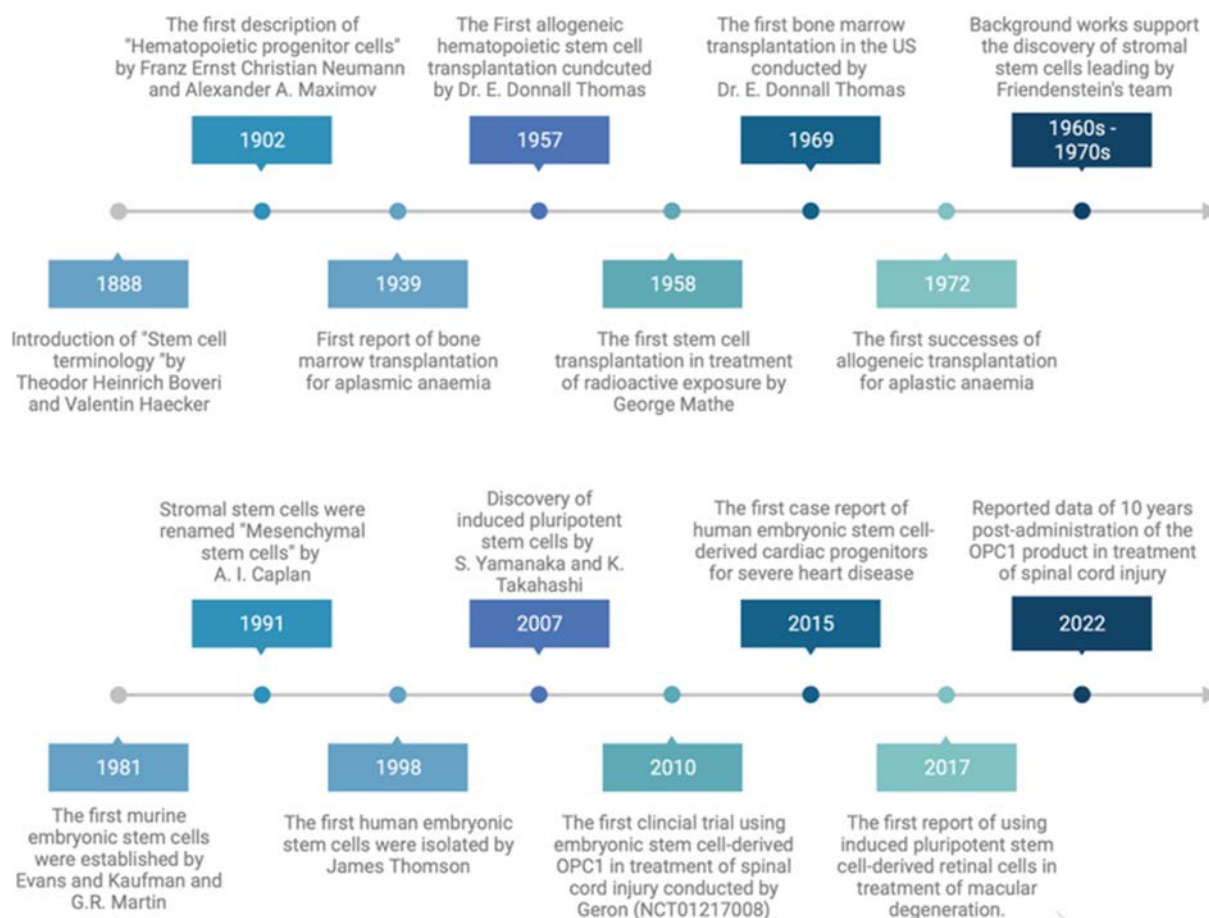 The first description of
"Hematopoietic progenitor cells"
by Franz Ernst Christian Neumann
and Alexander A. Maximov
1902
The First allogeneic
hematopoietic stem cell
transplantation cundcuted
by Dr. E. Donnall Thomas
1957
The first bone marrow
transplantation in the US
conducted by
Dr. E. Donnall Thomas
1969
Background works support
the discovery of stromal
stem cells leading by
Friendenstein's team
1960s -
1970s
1888
Introduction of "Stem cell
terminology "by
Theodor Heinrich Boveri
and Valentin Haecker
1939
First report of bone
marrow transplantation
for aplasmic anaemia
1958
The first stem cell
transplantation in treatment
of radioactive exposure by
George Mathe
1972
The first successes of
allogeneic transplantation
for aplastic anaemia
Stromal stem cells were
renamed "Mesenchymal
stem cells" by
A. I. Caplan
1991
Discovery of
induced pluripotent
stem cells by
S. Yamanaka and K.
Takahashi
2007
The first case report of
human embryonic stem cell-
derived cardiac progenitors
for severe heart disease
2015
Reported data of 10 years
post-administration of the
OPC1 product in treatment
of spinal cord injury
2022
1981
The first murine
embryonic stem cells
were established by
Evans and Kaufman and
G.R. Martin
1998
The first human embryonic
stem cells were isolated by
James Thomson
2010
The first clincial trial using
embryonic stem cell-derived
OPC1 in treatment of spinal
cord injury conducted by
Geron (NCT01217008)
2017
The first report of using
induced pluripotent stem
cell-derived retinal cells in
treatment of macular
degeneration.